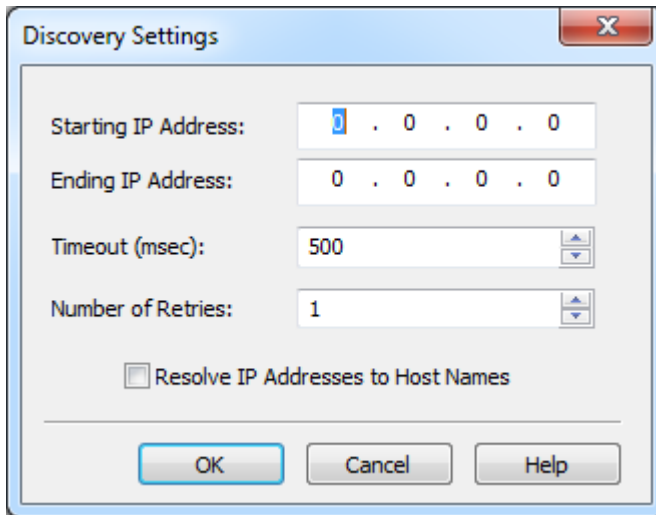 Discovery Settings
Starting IP Address: 0 . 0 . 0 . 0
Ending IP Address: 0 . 0 . 0 . 0
Timeout (msec): 500
Number of Retries: 1
Resolve IP Addresses to Host Names
OK Cancel Help